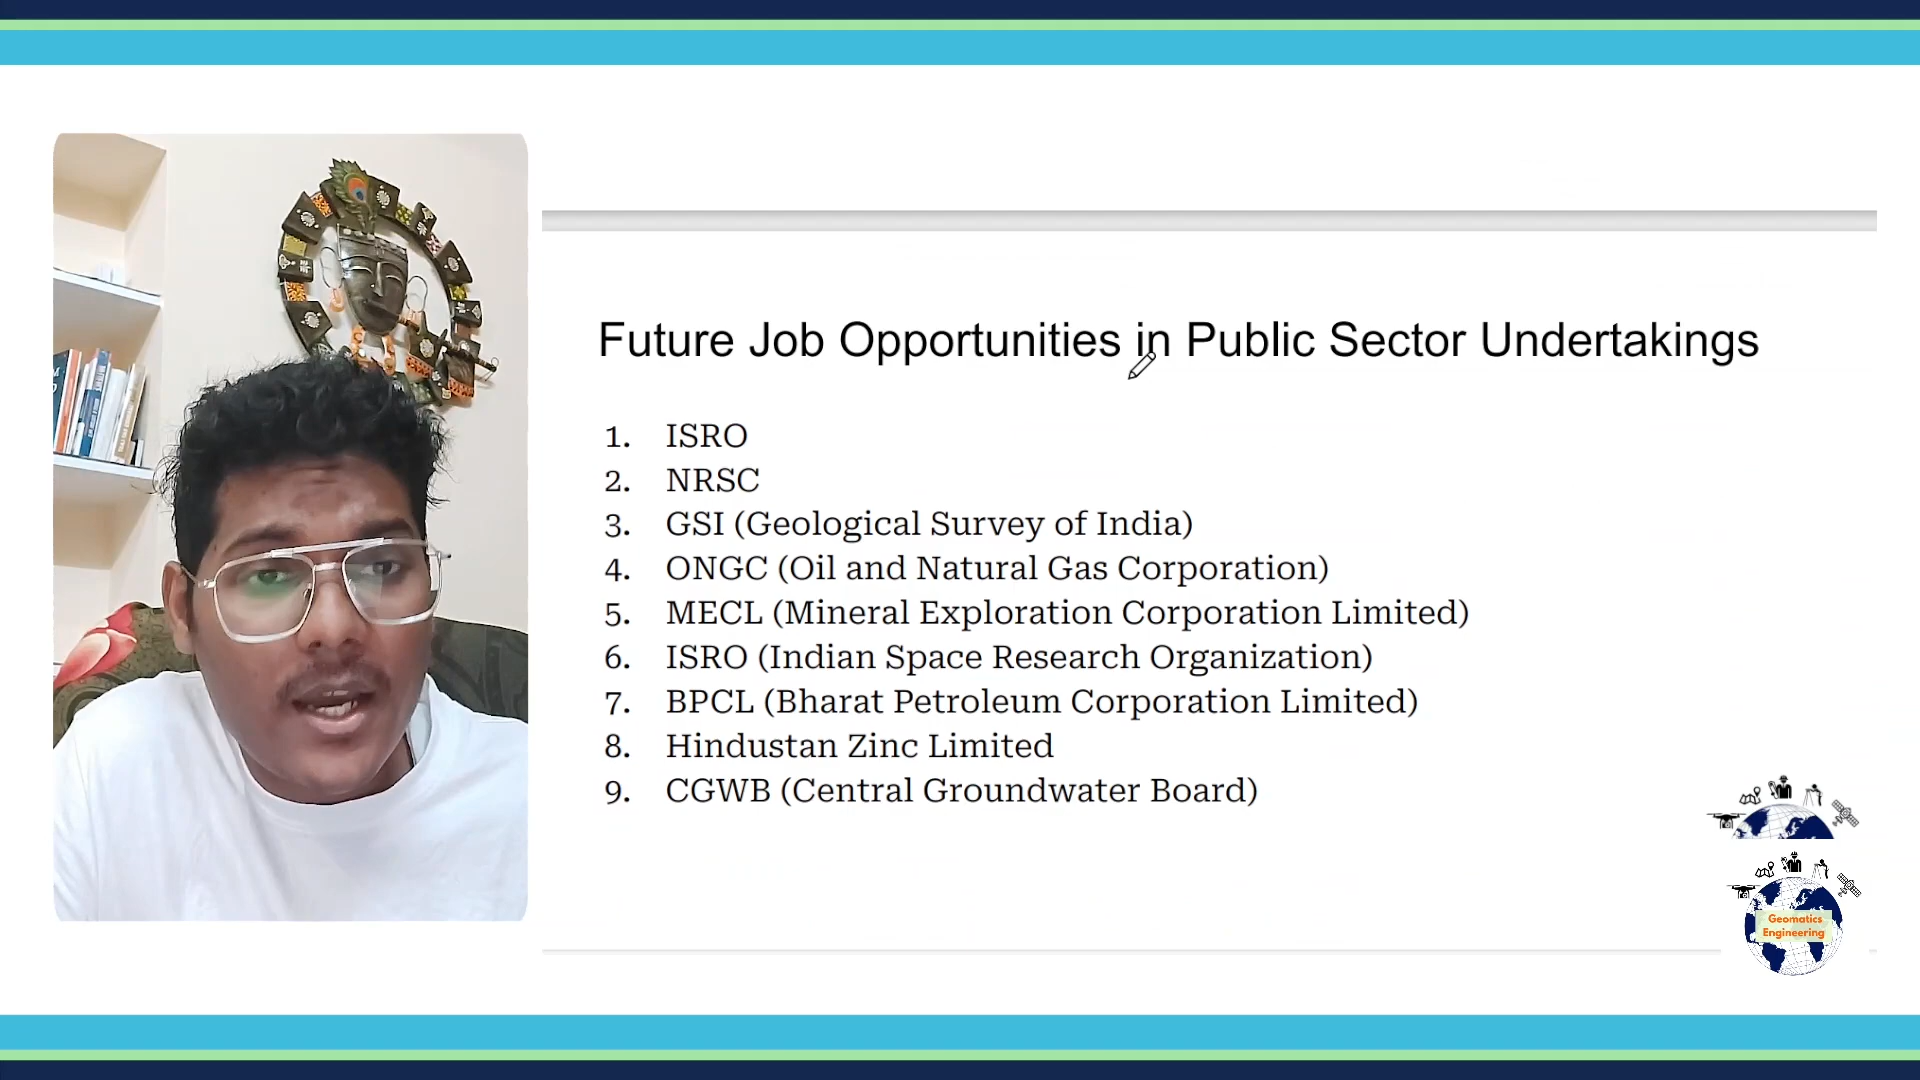 Future Job Opportunities in Public Sector Undertakings
1. ISRO
2. NRSC
3. GSI (Geological Survey of India)
4. ONGC (Oil and Natural Gas Corporation)
5. MECL (Mineral Exploration Corporation Limited)
6. ISRO (Indian Space Research Organization)
7. BPCL (Bharat Petroleum Corporation Limited)
8. Hindustan Zinc Limited
9. CGWB (Central Groundwater Board)
Geomatics
Engineering